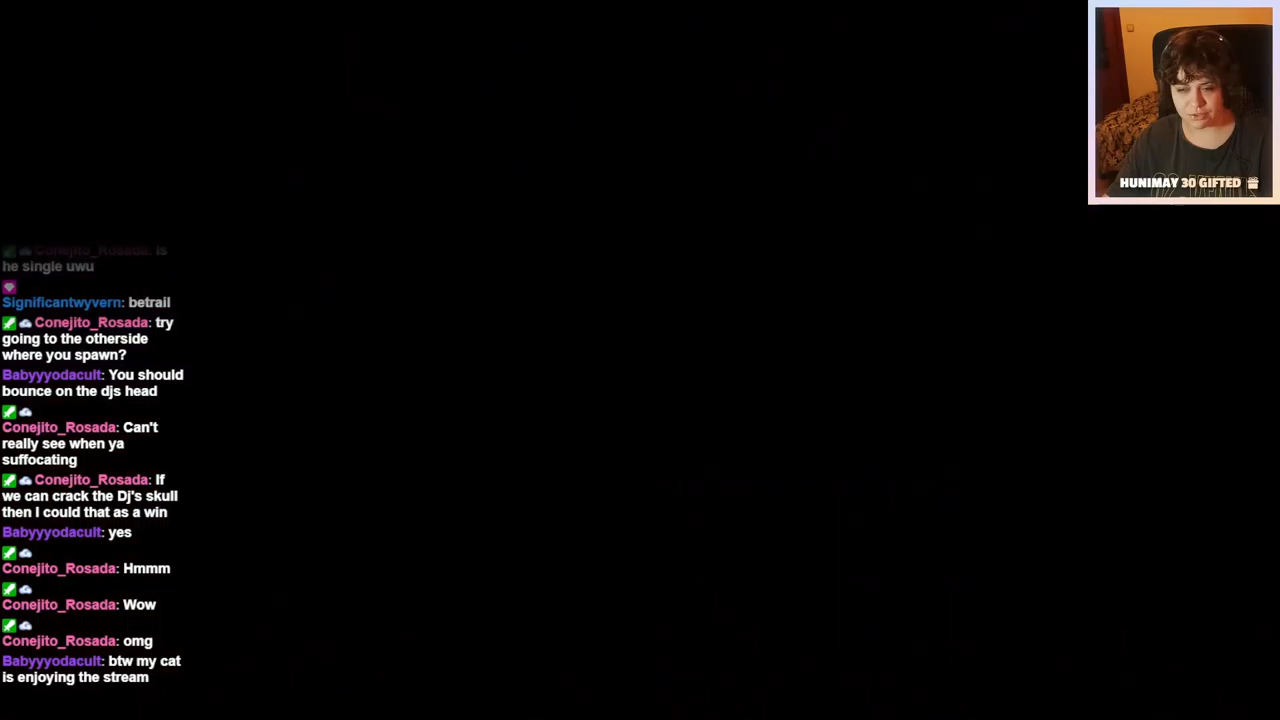 HUNIMAY 30 GIFTED
Conejito_Rosada: is
he single uwu
Significantwyvern: betrail
Conejito_Rosada: try
going to the otherside
where you spawn?
Babyyyodacult: You should
bounce on the djs head
Conejito_Rosada: Can't
really see when ya
suffocating
Conejito_Rosada: If
we can crack the Dj's skull
then I could that as a win
Babyyyodacult: yes
Conejito_Rosada: Hmmm
Conejito_Rosada: Wow
Conejito_Rosada: omg
Babyyyodacult: btw my cat
is enjoying the stream